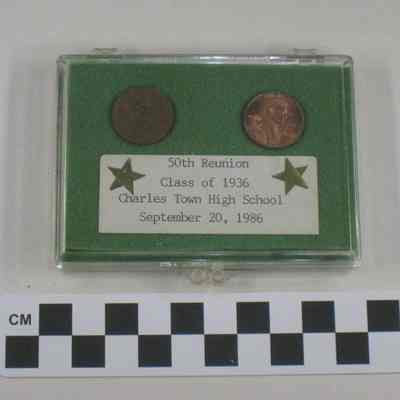 50th Reunion
Class of 1936
Charles Town High School
September 20, 1986
CM